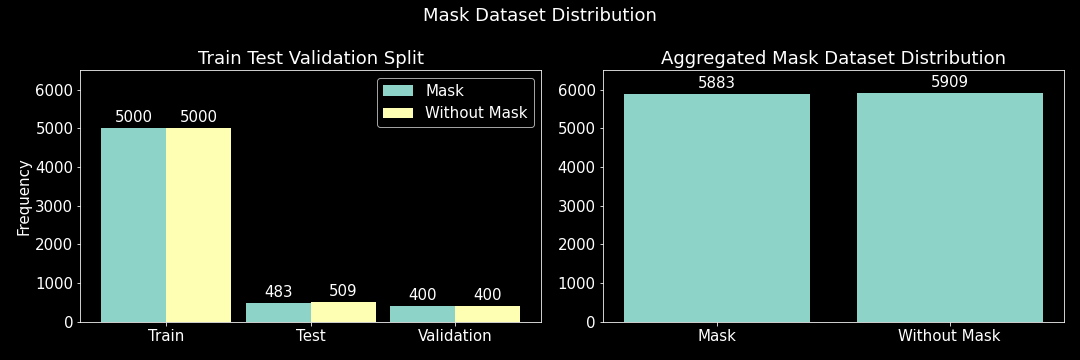 Mask Dataset Distribution
Train Test Validation Split
Frequency
6000
5000
4000
3000
2000
1000
0
5000 5000
483 509
400 400
Mask
Without Mask
Train Test Validation
Aggregated Mask Dataset Distribution
6000
5000
4000
3000
2000
1000
0
5883 5909
Mask Without Mask